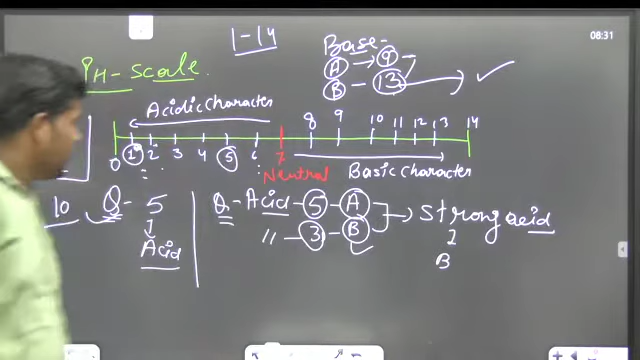 08:31
1-14
PH-Scale.
Base-
A → 9
B - 13 → ✓
Acidic character
0 1 2 3 4 5 6 7 8 9 10 11 12 13 14
Neutral
Basic character
10
Q- 5
Acid
Q- Acid - 5 - A
" - 3 - B
→ Strong acid
2
B